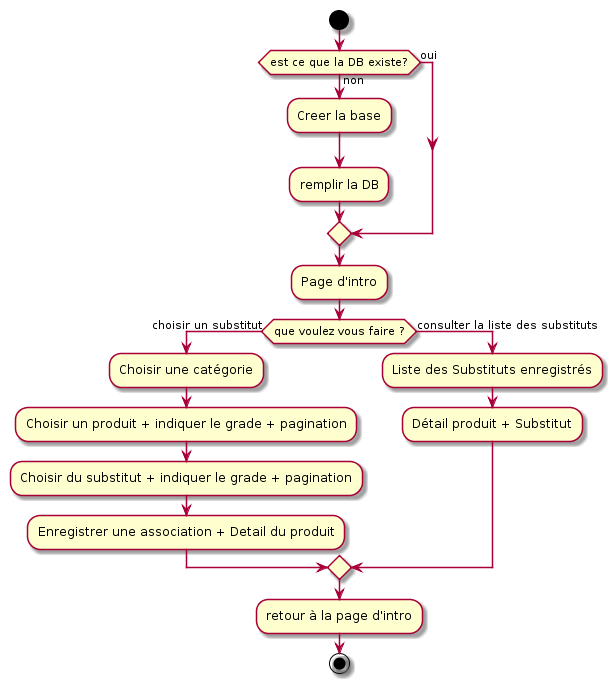 est ce que la DB existe?
oui
non
Creer la base
remplir la DB
Page d'intro
choisir un substitut
que voulez vous faire ?
consulter la liste des substituts
Choisir une catégorie
Liste des Substituts enregistrés
Choisir un produit + indiquer le grade + pagination
Détail produit + Substitut
Choisir du substitut + indiquer le grade + pagination
Enregistrer une association + Detail du produit
retour à la page d'intro